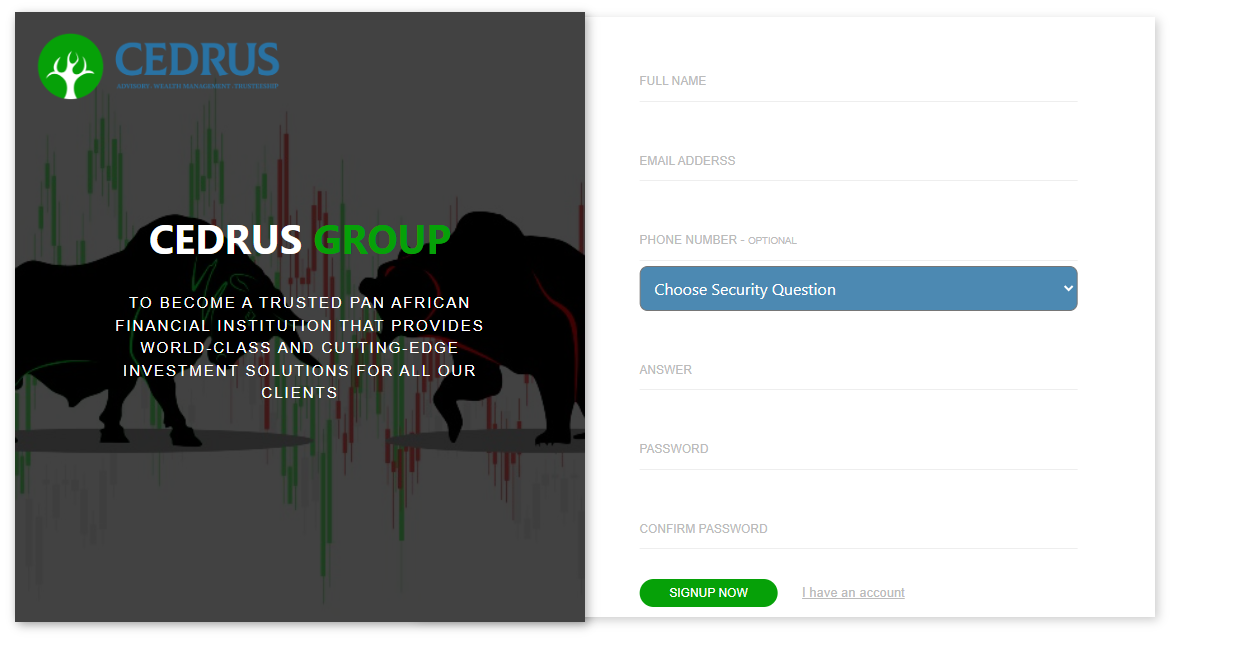 CEDRUS
ADVISORY, WEALTH MANAGEMENT, TRUSTEESHIP
CEDRUS GROUP
TO BECOME A TRUSTED PAN AFRICAN
FINANCIAL INSTITUTION THAT PROVIDES
WORLD-CLASS AND CUTTING-EDGE
INVESTMENT SOLUTIONS FOR ALL OUR
CLIENTS
FULL NAME
EMAIL ADDERSS
PHONE NUMBER - OPTIONAL
Choose Security Question
ANSWER
PASSWORD
CONFIRM PASSWORD
SIGNUP NOW
I have an account